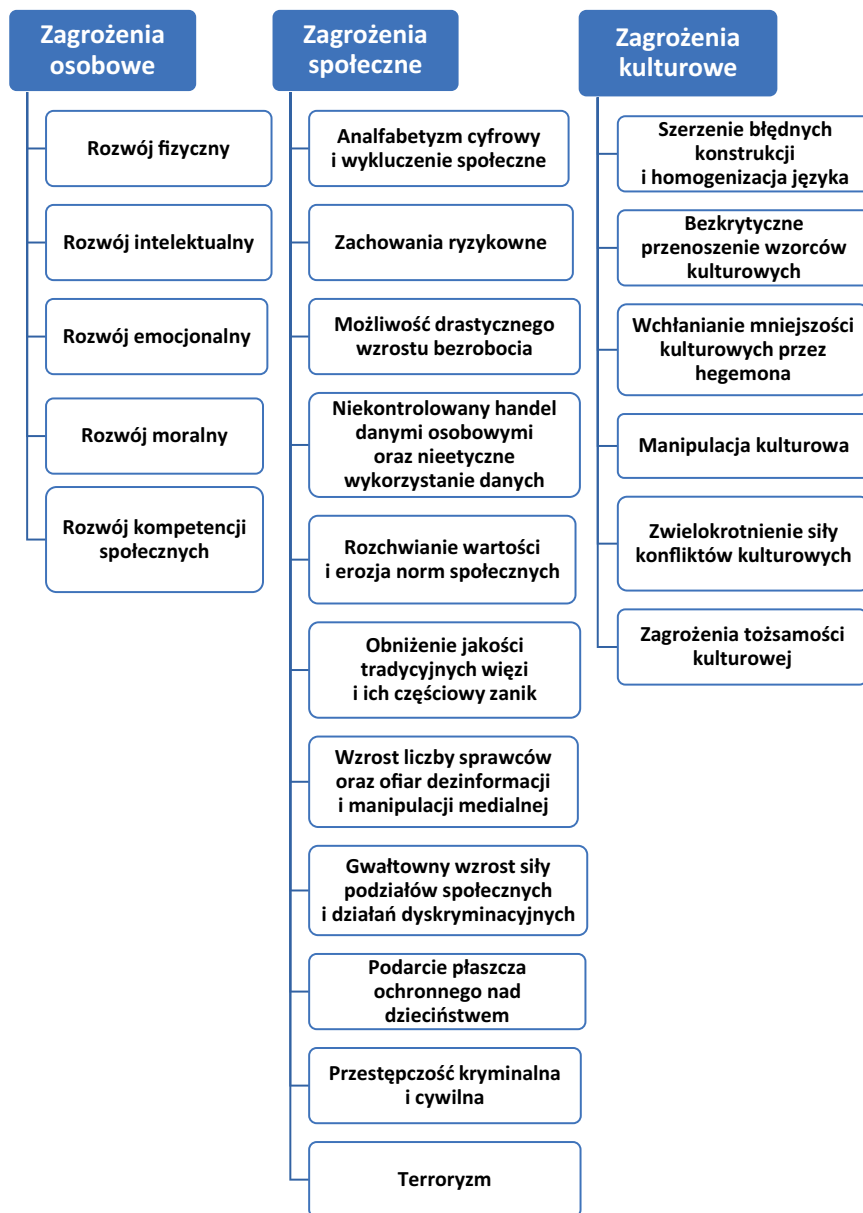 Zagrożenia
osobowe
Rozwój fizyczny
Rozwój intelektualny
Rozwój emocjonalny
Rozwój moralny
Rozwój kompetencji
społecznych
Zagrożenia
społeczne
Analfabetyzm cyfrowy
i wykluczenie społeczne
Zachowania ryzykowne
Możliwość drastycznego
wzrostu bezrobocia
Niekontrolowany handel
danymi osobowymi
oraz nieetyczne
wykorzystanie danych
Rozchwianie wartości
i erozja norm społecznych
Obniżenie jakości
tradycyjnych więzi
i ich częściowy zanik
Wzrost liczby sprawców
oraz ofiar dezinformacji
i manipulacji medialnej
Gwałtowny wzrost siły
podziałów społecznych
i działań dyskryminacyjnych
Podarcie płaszcza
ochronnego nad
dzieciństwem
Przestępczość kryminalna
i cywilna
Terroryzm
Zagrożenia
kulturowe
Szerzenie błędnych
konstrukcji
i homogenizacja języka
Bezkrytyczne
przenoszenie wzorców
kulturowych
Wchłanianie mniejszości
kulturowych przez
hegemona
Manipulacja kulturowa
Zwielokrotnienie siły
konfliktów kulturowych
Zagrożenia tożsamości
kulturowej